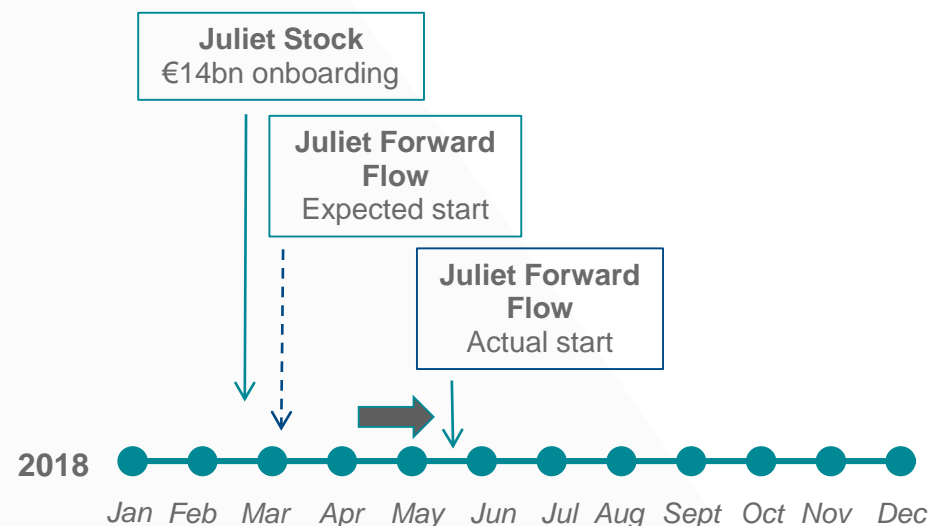 Juliet Stock
€14bn onboarding
Juliet Forward
Flow
Expected start
Juliet Forward
Flow
Actual start
2018
Jan Feb Mar Apr May Jun Jul Aug Sept Oct Nov Dec